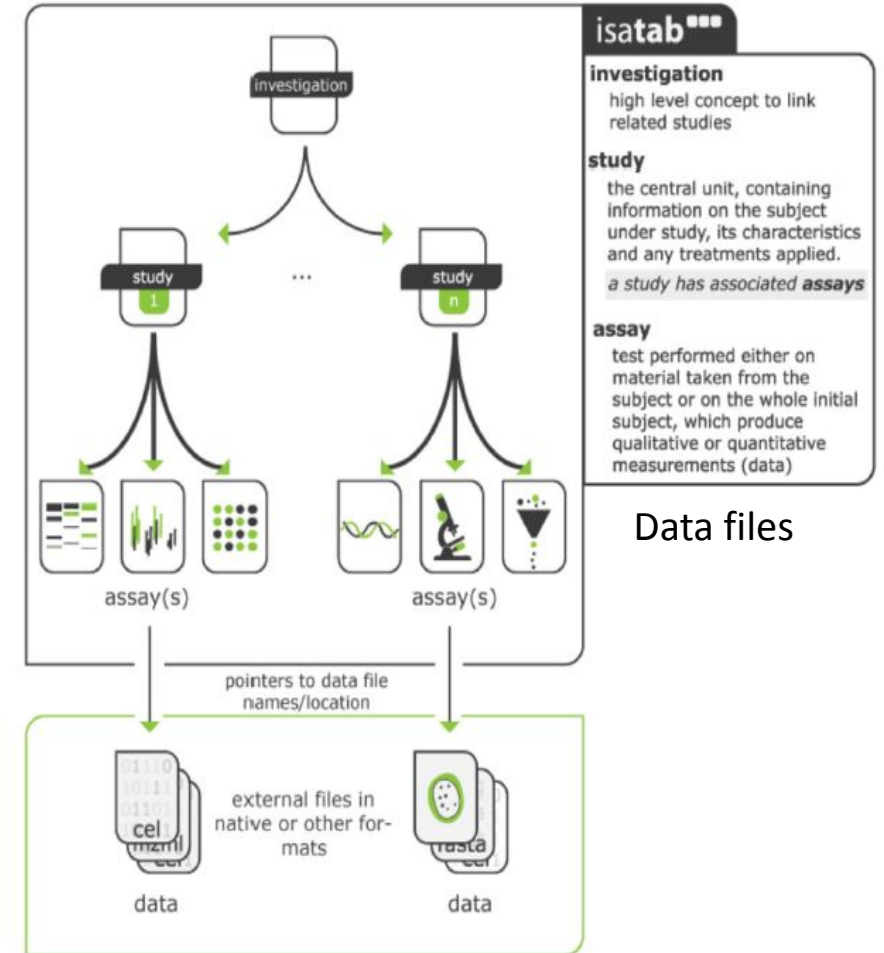 isatab
investigation
high level concept to link
related studies
study
the central unit, containing
information on the subject
under study, its characteristics
and any treatments applied.
a study has associated assays
assay
test performed either on
material taken from the
subject or on the whole initial
subject, which produce
qualitative or quantitative
measurements (data)
Data files
investigation
study
1
...
study
n
assay(s)
assay(s)
pointers to data file
names/location
01110
cel
mzml
cel
external files in
native or other for-
mats
fasta
cel
data
data